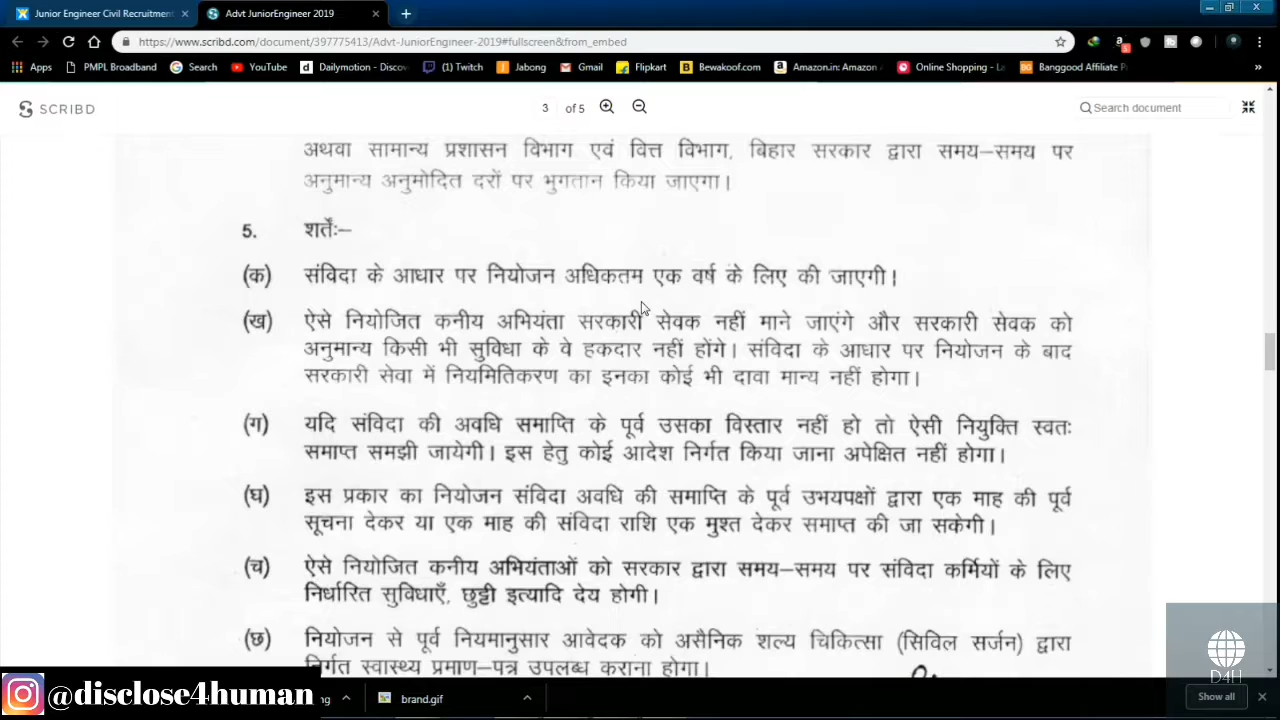 Junior Engineer Civil Recruitment
Advt JuniorEngineer 2019
https://www.scribd.com/document/397775413/Advt-JuniorEngineer-2019#fullscreen&from_embed
Apps PMPL Broadband Search YouTube Dailymotion - Discov Twitch Jabong Gmail Flipkart Bewakoof.com Amazon.in: Amazon Online Shopping - La Banggood Affiliate P »
SCRIBD 3 of 5 Search document
अथवा सामान्य प्रशासन विभाग एवं वित्त विभाग, बिहार सरकार द्वारा समय–समय पर
अनुमान्य अनुमोदित दरों पर भुगतान किया जाएगा।
5. शर्तेंः–
(क) संविदा के आधार पर नियोजन अधिकतम एक वर्ष के लिए की जाएगी।
(ख) ऐसे नियोजित कनीय अभियंता सरकारी सेवक नहीं माने जाएंगे और सरकारी सेवक को
अनुमान्य किसी भी सुविधा के वे हकदार नहीं होंगे। संविदा के आधार पर नियोजन के बाद
सरकारी सेवा में नियमितिकरण का इनका कोई भी दावा मान्य नहीं होगा।
(ग) यदि संविदा की अवधि समाप्ति के पूर्व उसका विस्तार नहीं हो तो ऐसी नियुक्ति स्वतः
समाप्त समझी जायेगी। इस हेतु कोई आदेश निर्गत किया जाना अपेक्षित नहीं होगा।
(घ) इस प्रकार का नियोजन संविदा अवधि की समाप्ति के पूर्व उभयपक्षों द्वारा एक माह की पूर्व
सूचना देकर या एक माह की संविदा राशि एक मुश्त देकर समाप्त की जा सकेगी।
(च) ऐसे नियोजित कनीय अभियंताओं को सरकार द्वारा समय–समय पर संविदा कर्मियों के लिए
निर्धारित सुविधाएँ, छुट्टी इत्यादि देय होगी।
(छ) नियोजन से पूर्व नियमानुसार आवेदक को असैनिक शल्य चिकित्सा (सिविल सर्जन) द्वारा
निर्गत स्वास्थ्य प्रमाण–पत्र उपलब्ध कराना होगा।
D4H
@disclose4human ng brand.gif Show all